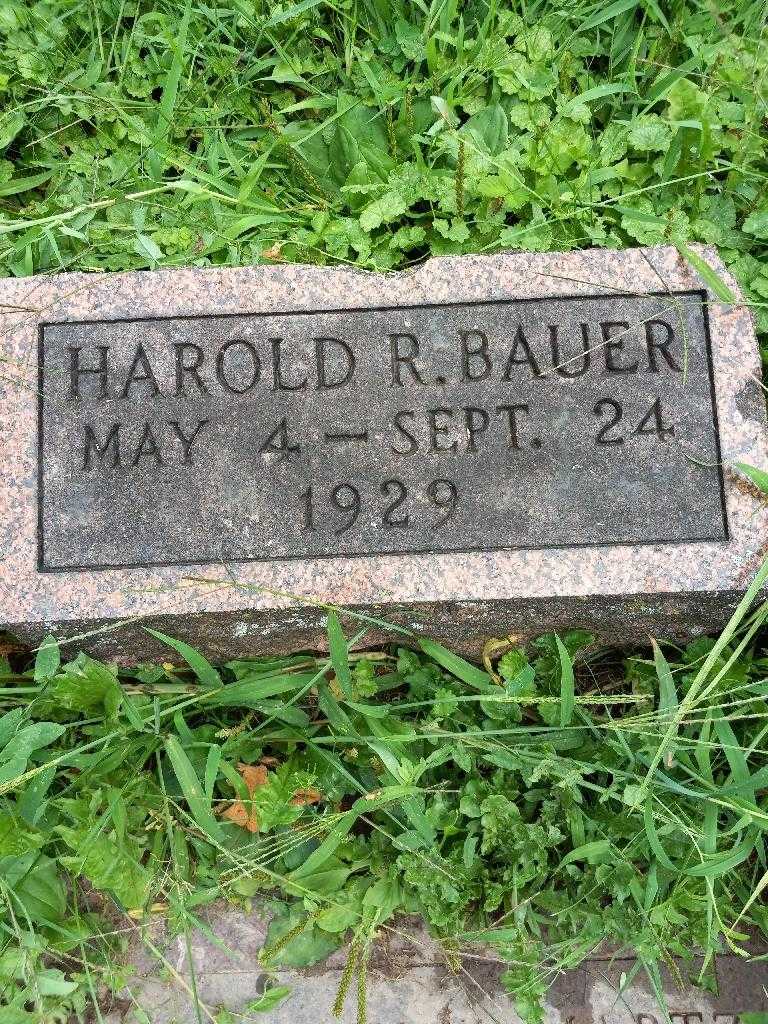 HAROLD R. BAUER
MAY 4 – SEPT. 24
1929